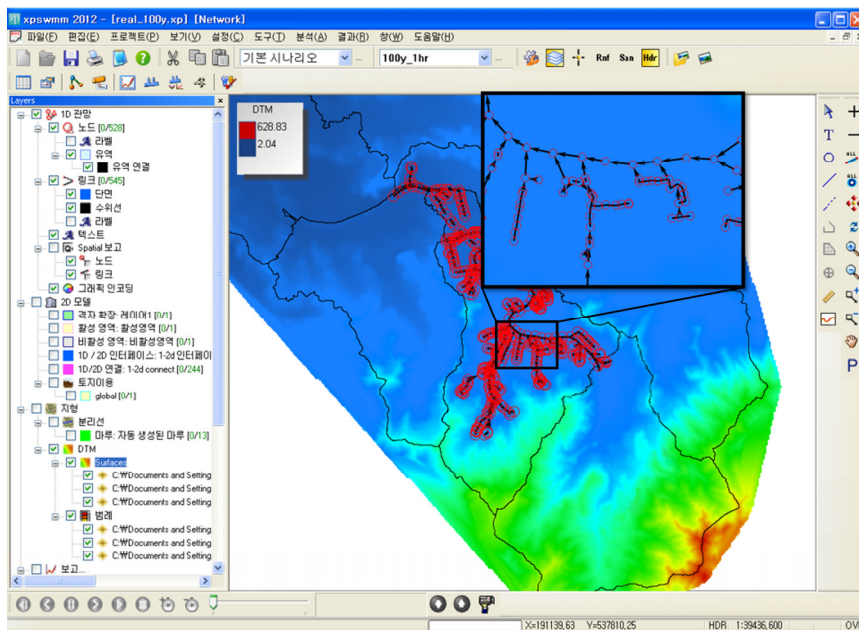 xpswmm 2012 - [real_100y.xp] [Network]
파일(F) 편집(E) 프로젝트(P) 보기(V) 설정(C) 도구(T) 분석(A) 결과(R) 창(W) 도움말(H)
기본 시나리오 ... 100y_1hr ... Rnf San Hdr
Layers
1D 관망
노드 [0/528]
라벨
유역
유역 연결
링크 [0/545]
단면
수위선
라벨
텍스트
Spatial 보고
노드
링크
그래픽 인코딩
2D 모델
격자 확장: 레이어1 [0/1]
활성 영역: 활성영역 [0/1]
비활성 영역: 비활성영역 [0/1]
1D / 2D 인터페이스: 1-2d 인터페이
1D/2D 연결: 1-2d connect [0/244]
토지이용
global [0/1]
지형
분리선
마루: 자동 생성된 마루 [0/13]
DTM
Surfaces
C:₩Documents and Setting
C:₩Documents and Setting
C:₩Documents and Setting
범례
C:₩Documents and Setting
C:₩Documents and Setting
C:₩Documents and Setting
보고...
DTM
628.83
2.04
T
ALL
ALL
P
X=191139,63 Y=537810,25 HDR 1:39436,600 OV